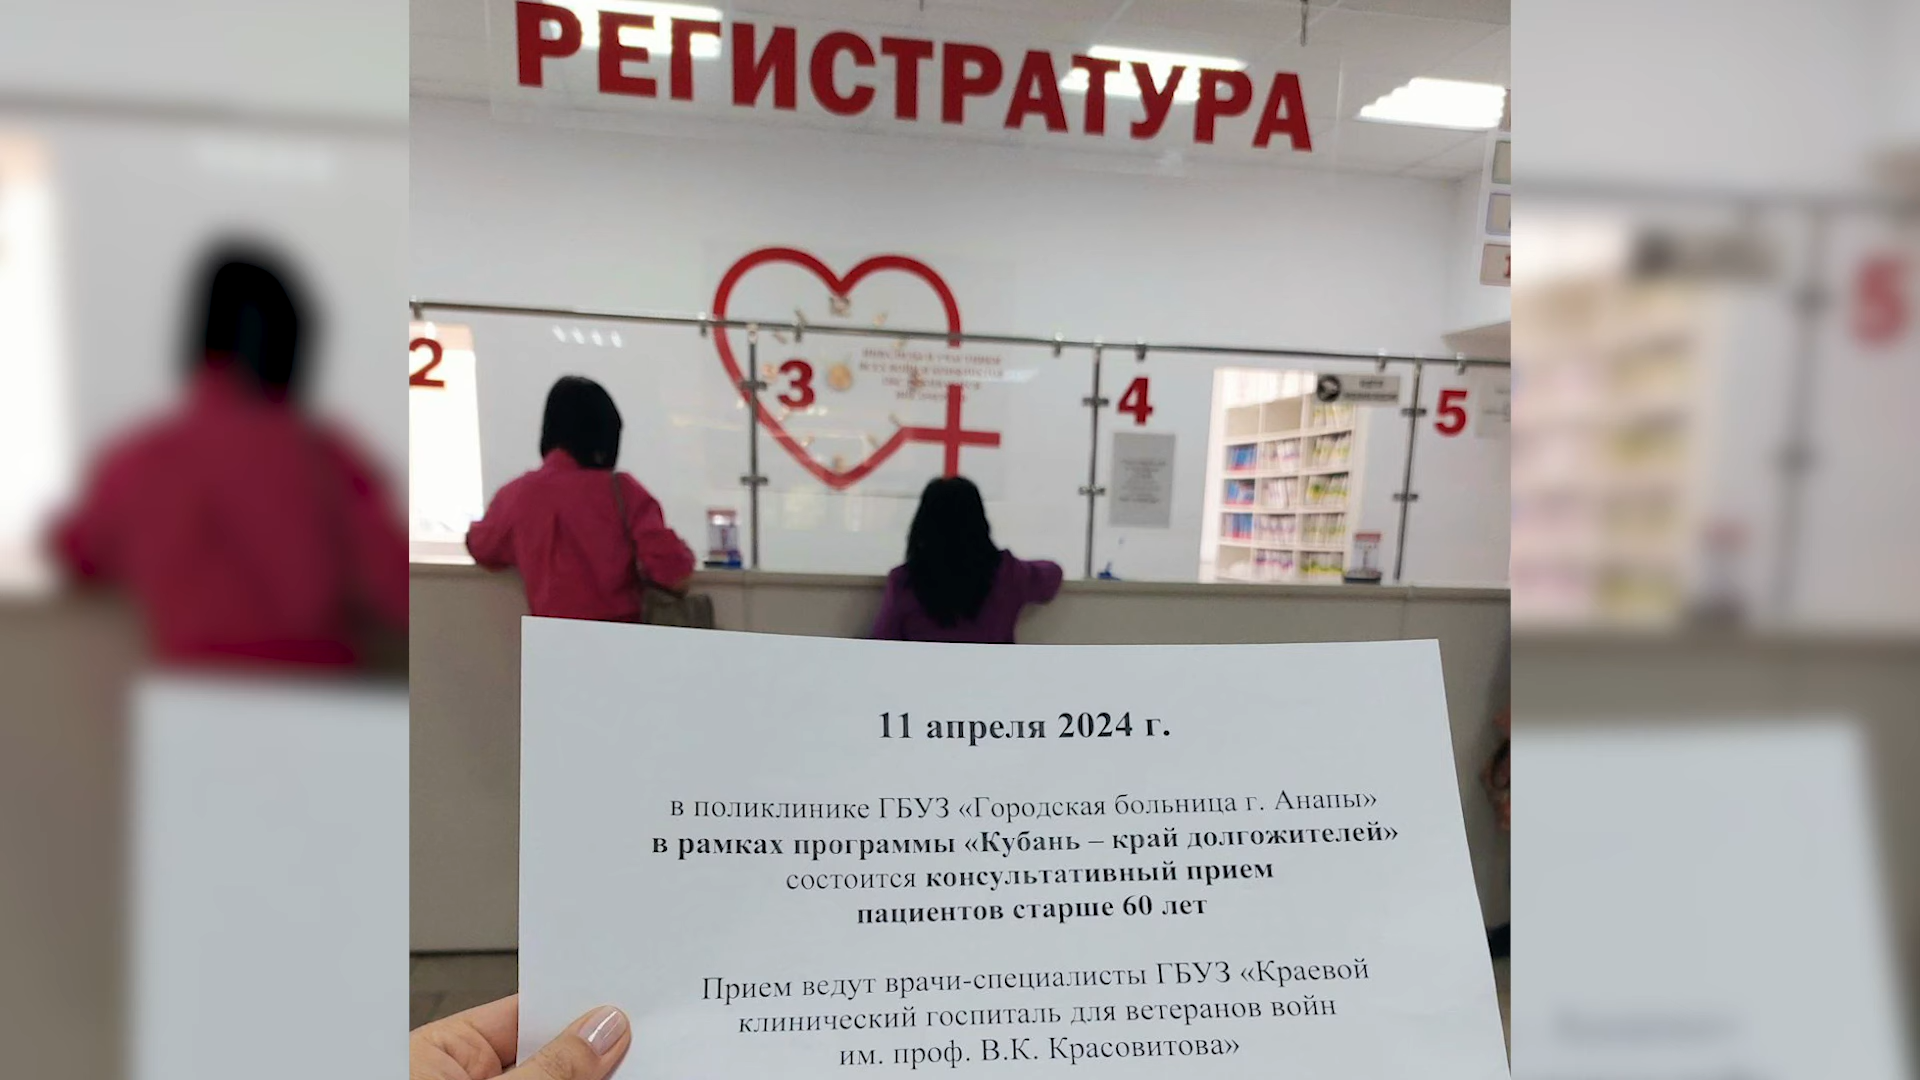 РЕГИСТРАТУРА
2
3
4
5
12
11 апреля 2024 г.
в поликлинике ГБУЗ «Городская больница г. Анапы»
в рамках программы «Кубань – край долгожителей»
состоится консультативный прием
пациентов старше 60 лет
Прием ведут врачи-специалисты ГБУЗ «Краевой
клинический госпиталь для ветеранов войн
им. проф. В.К. Красовитова»